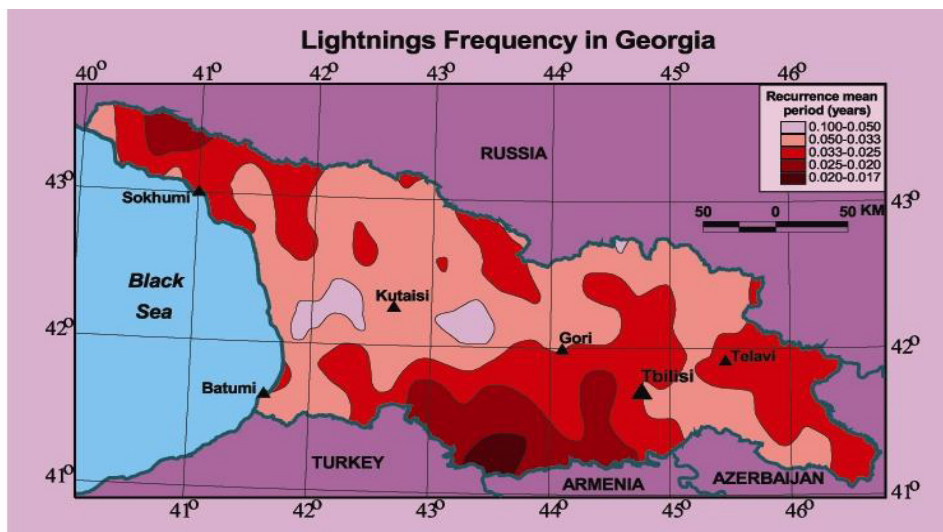 Lightnings Frequency in Georgia
40° 41° 42° 43° 44° 45° 46°
Recurrence mean
period (years)
0.100-0.050
0.050-0.033
0.033-0.025
0.025-0.020
0.020-0.017
RUSSIA
43° 43°
Sokhumi
50 0 50 KM
Black
Sea
Kutaisi
42° 42°
Gori
Telavi
Tbilisi
Batumi
TURKEY
ARMENIA
AZERBAIJAN
41° 41°
41° 42° 43° 44° 45° 46°